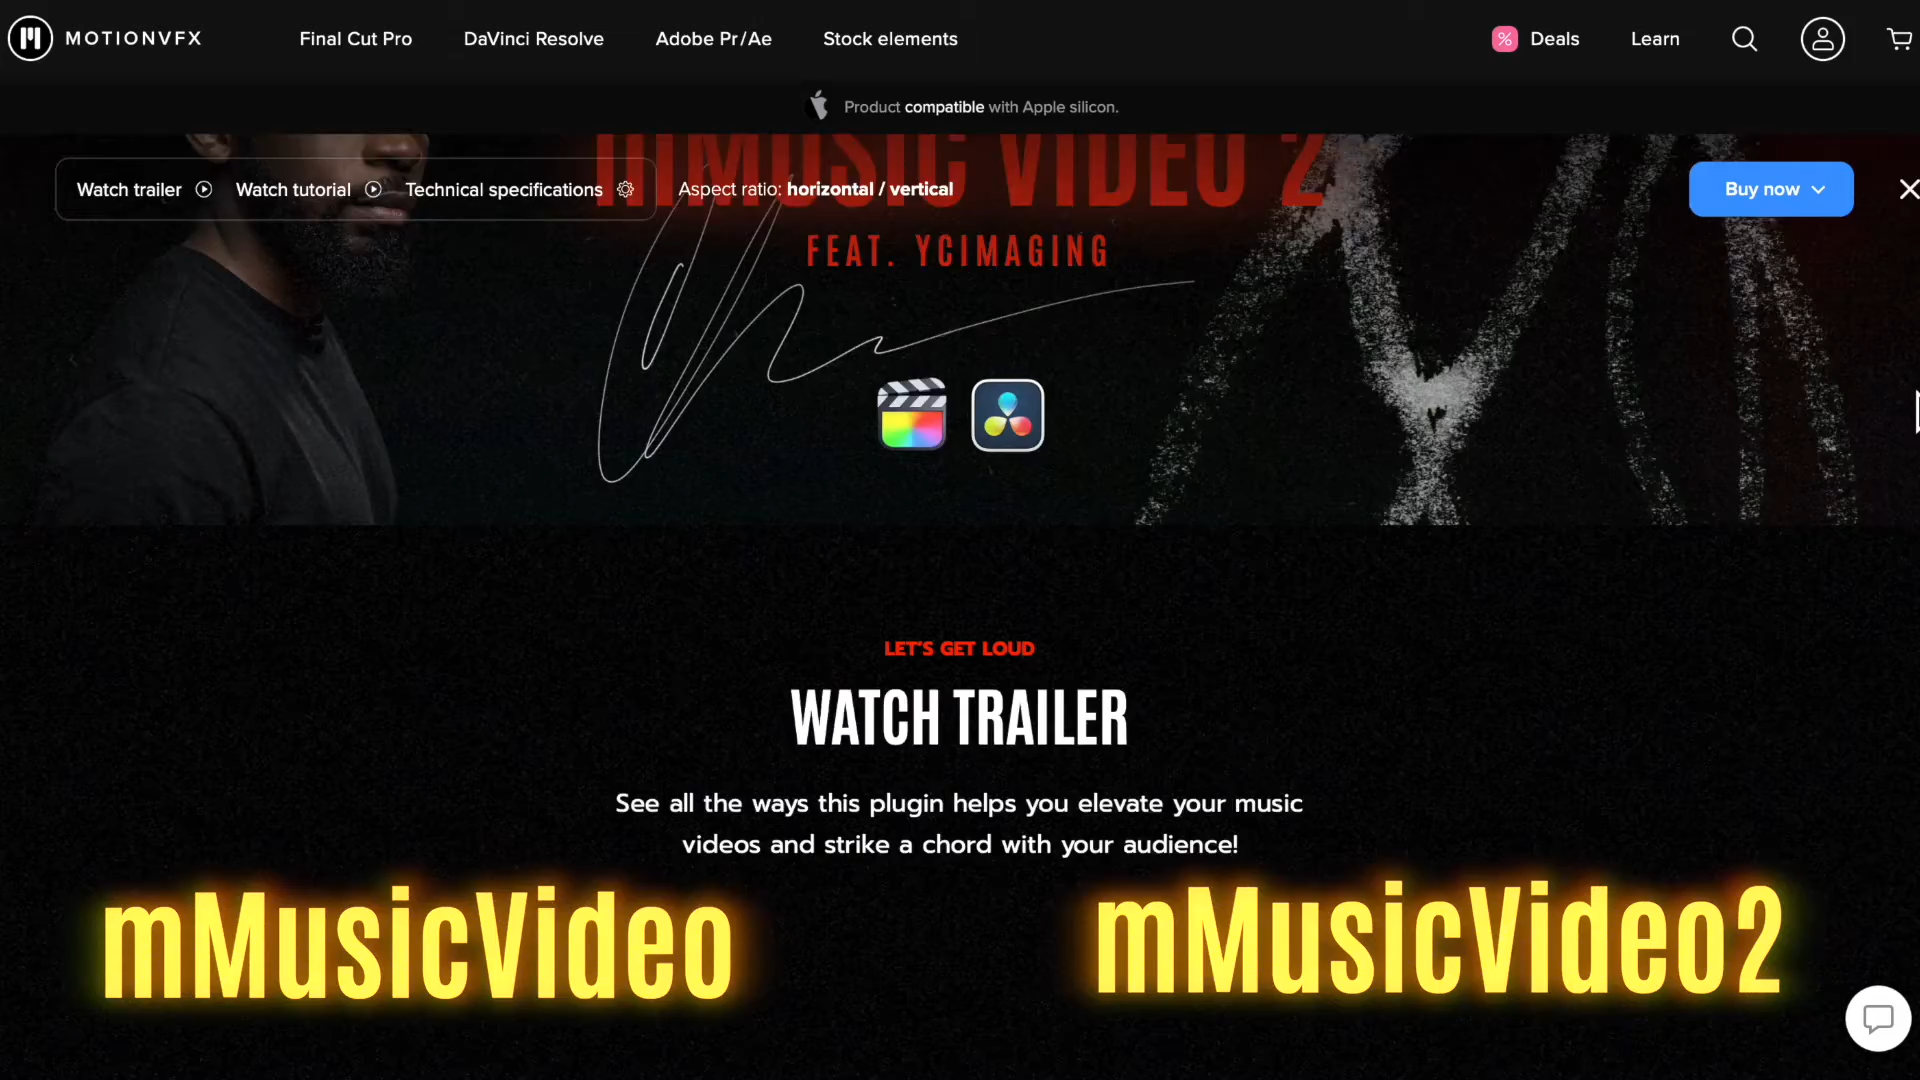 MOTIONVFX
Final Cut Pro
DaVinci Resolve
Adobe Pr/Ae
Stock elements
% Deals
Learn
Product compatible with Apple silicon.
mMUSIC VIDEO 2
Watch trailer
Watch tutorial
Technical specifications
Aspect ratio: horizontal / vertical
Buy now
FEAT. YCIMAGING
LET'S GET LOUD
WATCH TRAILER
See all the ways this plugin helps you elevate your music
videos and strike a chord with your audience!
mMusicVideo
mMusicVideo2